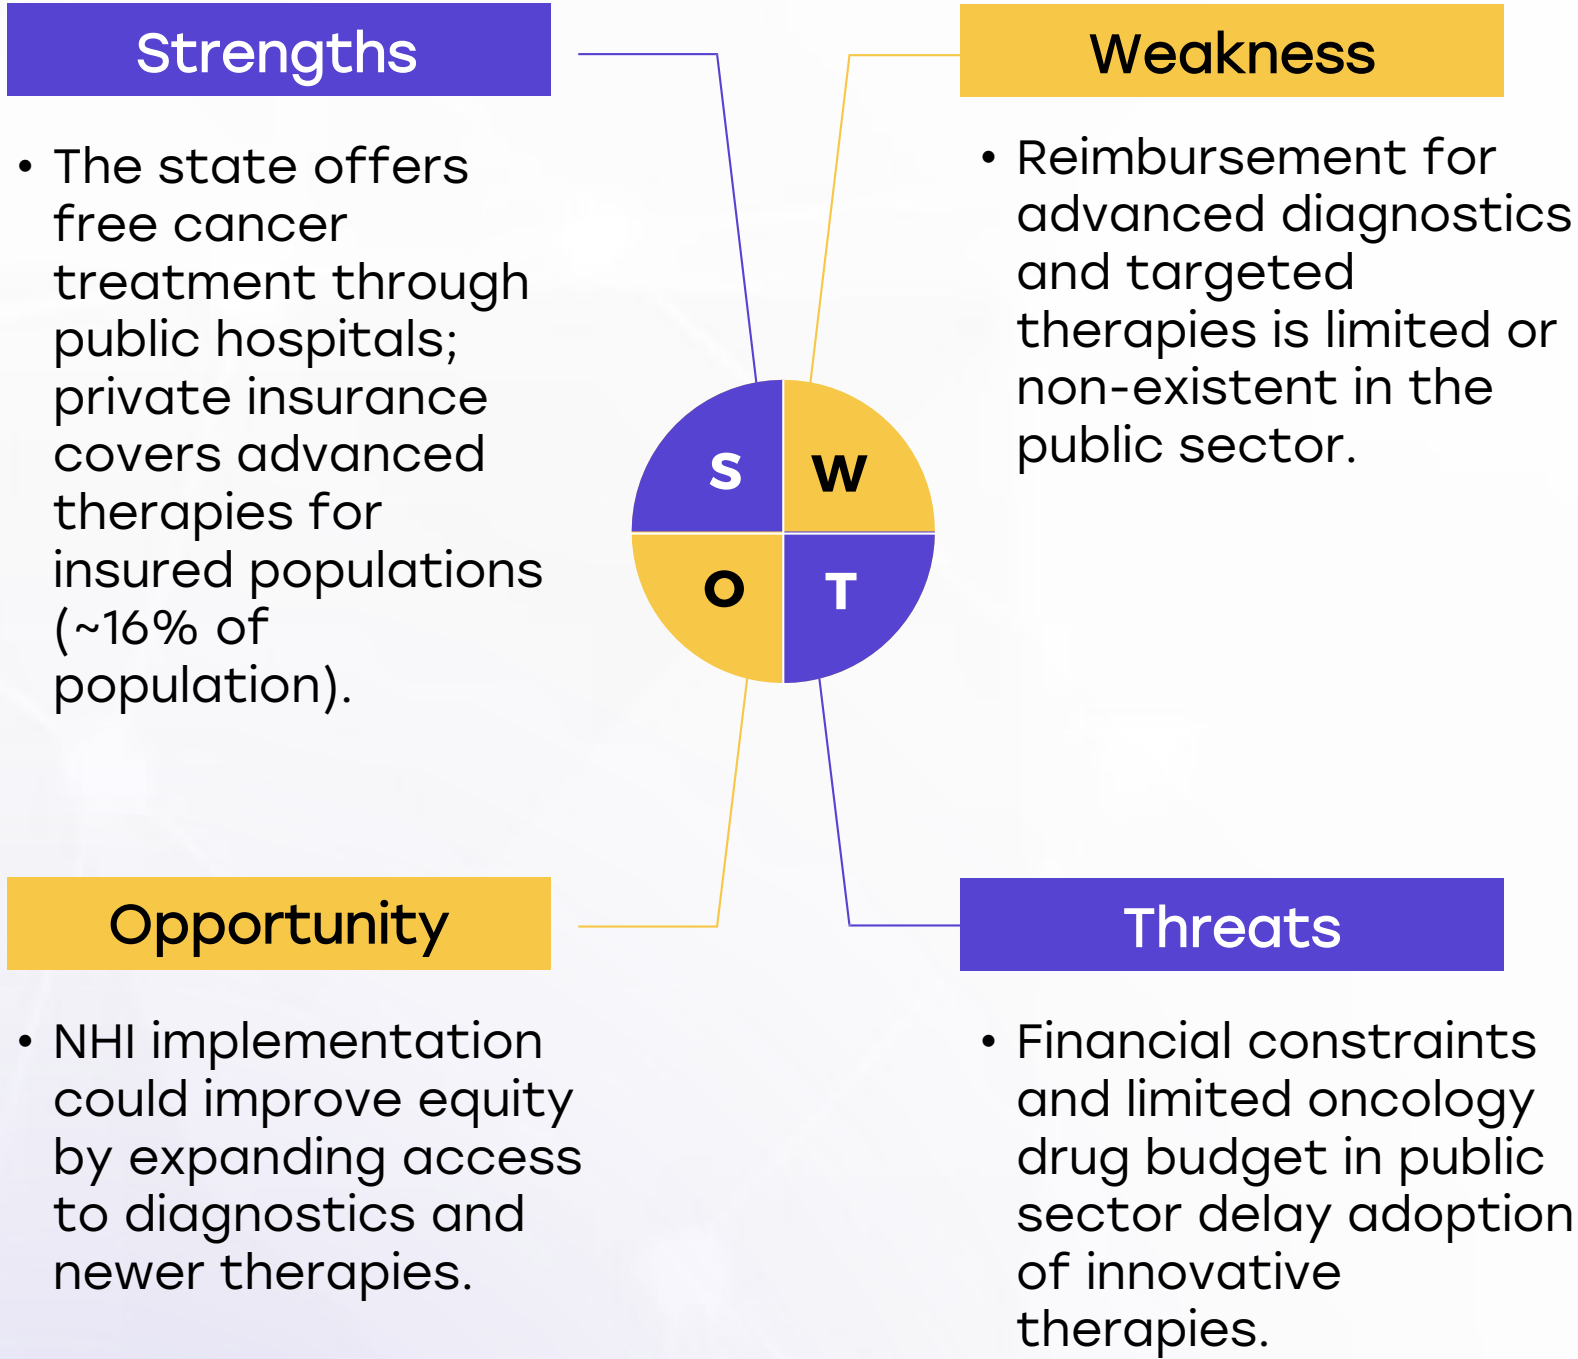 Strengths
• The state offers
free cancer
treatment through
public hospitals;
private insurance
covers advanced
therapies for
insured populations
(~16% of
population).
Weakness
• Reimbursement for
advanced diagnostics
and targeted
therapies is limited or
non-existent in the
public sector.
S
W
O
T
Opportunity
• NHI implementation
could improve equity
by expanding access
to diagnostics and
newer therapies.
Threats
• Financial constraints
and limited oncology
drug budget in public
sector delay adoption
of innovative
therapies.